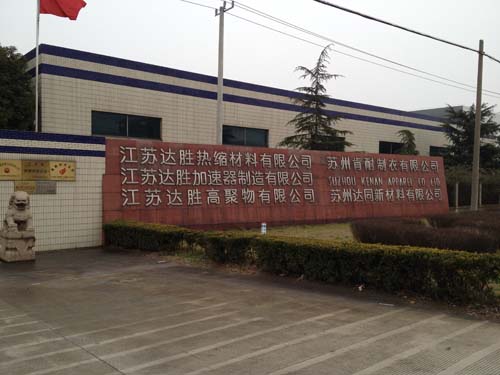 江苏达胜热缩材料有限公司 苏州肯耐制衣有限公司
江苏达胜加速器制造有限公司 SUZHOU KENAN APPAREL CO LTD
江苏达胜高聚物有限公司 苏州达同新材料有限公司